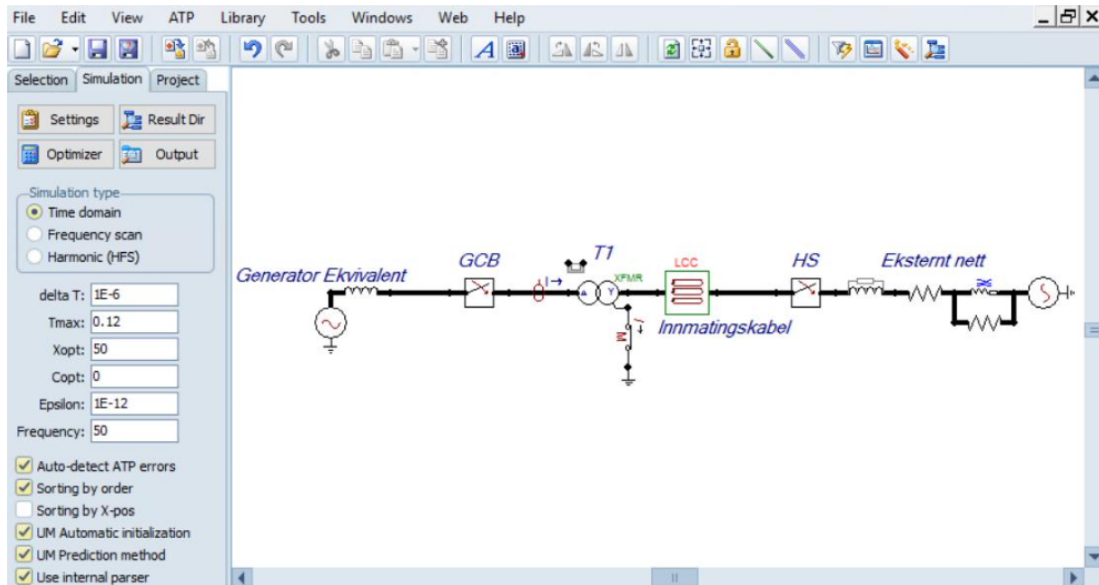 File Edit View ATP Library Tools Windows Web Help
Selection Simulation Project
Settings Result Dir
Optimizer Output
Simulation type
Time domain
Frequency scan
Harmonic (HFS)
delta T: 1E-6
Tmax: 0.12
Xopt: 50
Copt: 0
Epsilon: 1E-12
Frequency: 50
Auto-detect ATP errors
Sorting by order
Sorting by X-pos
UM Automatic initialization
UM Prediction method
Use internal parser
Generator Ekvivalent
GCB
I
T1
XFMR
Y
I
M
LCC
Innmatingskabel
HS
Eksternt nett